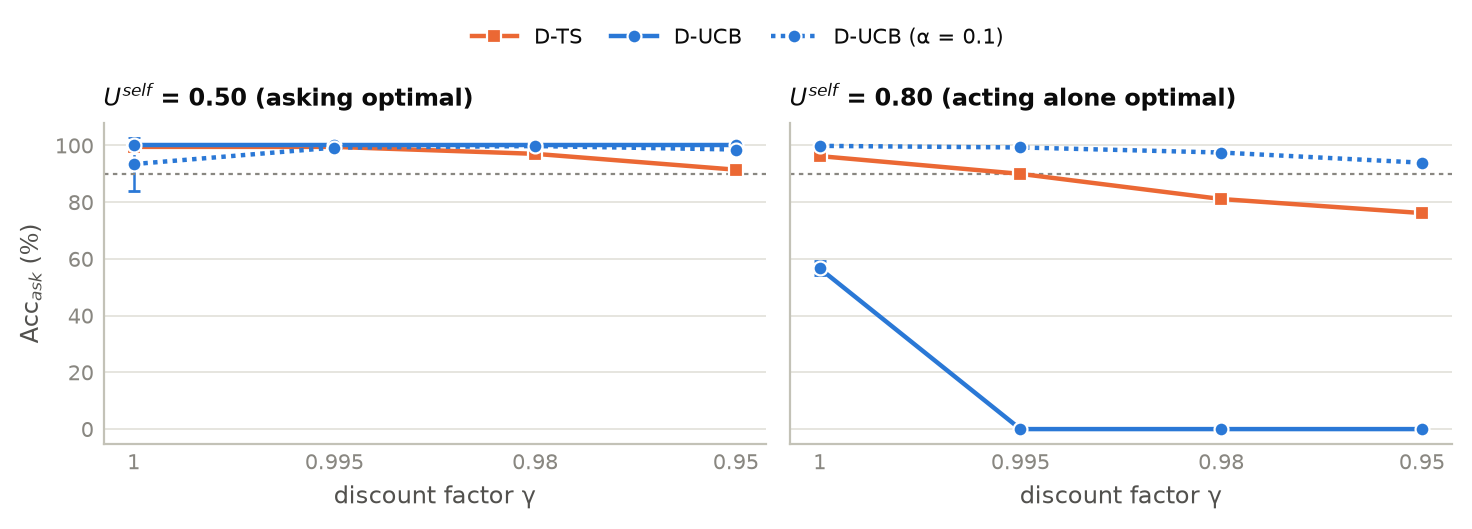 D-TS D-UCB D-UCB (α = 0.1)
U^self = 0.50 (asking optimal)
U^self = 0.80 (acting alone optimal)
Acc_ask (%)
100
80
60
40
20
0
1 0.995 0.98 0.95
1 0.995 0.98 0.95
discount factor γ
discount factor γ